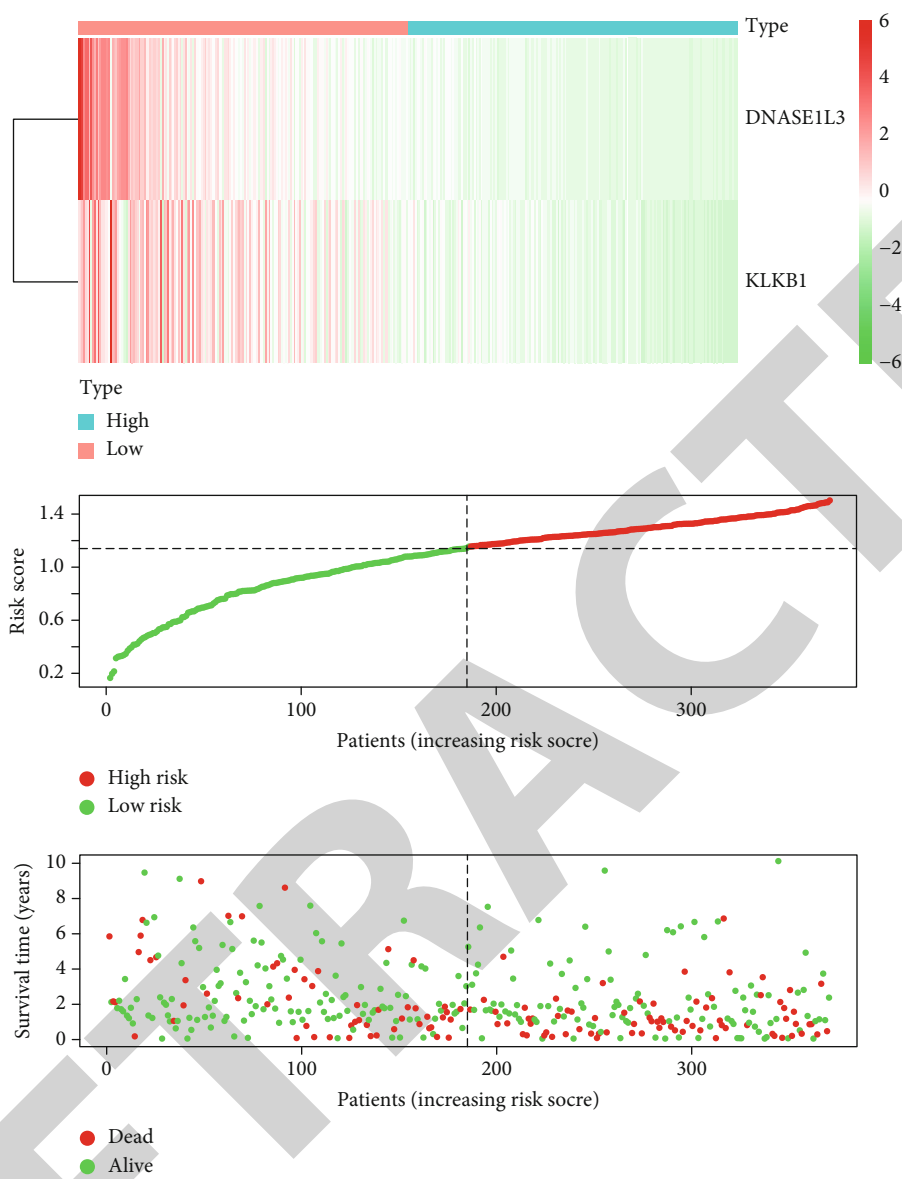 Type
DNASE1L3
KLKB1
6
4
2
0
−2
−4
−6
Type
High
Low
Risk score
1.4
1.0
0.6
0.2
0 100 200 300
Patients (increasing risk socre)
High risk
Low risk
Survival time (years)
10
8
6
4
2
0
0 100 200 300
Patients (increasing risk socre)
Dead
Alive
ETRACTE